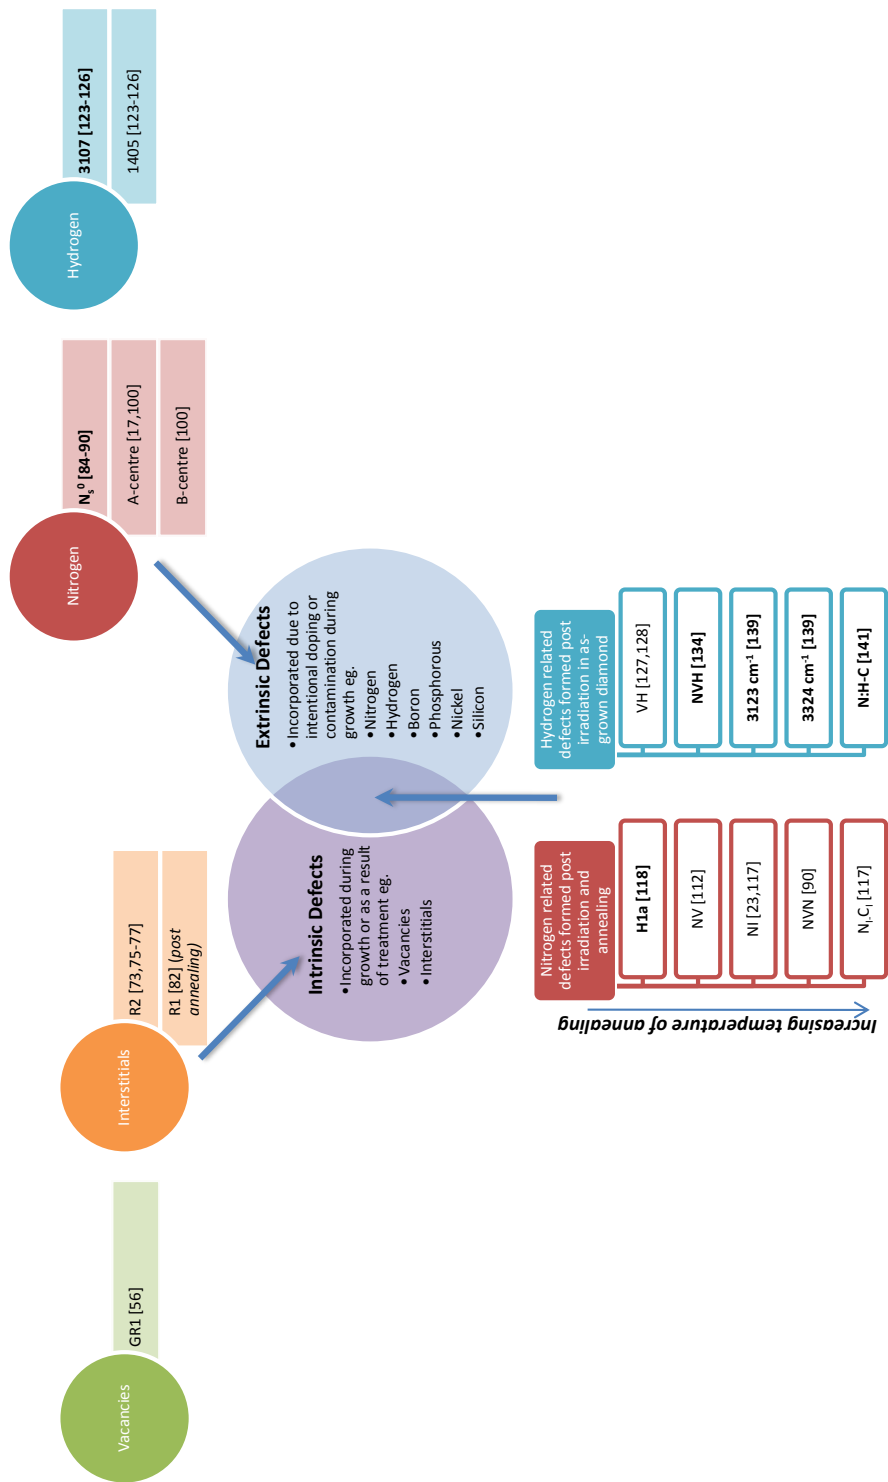 Vacancies
GR1 [56]
Interstitials
R2 [73,75-77]
R1 [82] (post
annealing)
Nitrogen
Nₛ⁰ [84-90]
A-centre [17,100]
B-centre [100]
Hydrogen
3107 [123-126]
1405 [123-126]
Intrinsic Defects
•Incorporated during
growth or as a result
of treatment eg.
•Vacancies
•Interstitials
Extrinsic Defects
•Incorporated due to
intentional doping or
contamination during
growth eg.
•Nitrogen
•Hydrogen
•Boron
•Phosphorous
•Nickel
•Silicon
Increasing temperature of annealing
Nitrogen related
defects formed post
irradiation and
annealing
H1a [118]
NV [112]
NI [23,117]
NVN [90]
Nᵢ.Cᵢ [117]
Hydrogen related
defects formed post
irradiation in as-
grown diamond
VH [127,128]
NVH [134]
3123 cm⁻¹ [139]
3324 cm⁻¹ [139]
N:H-C [141]